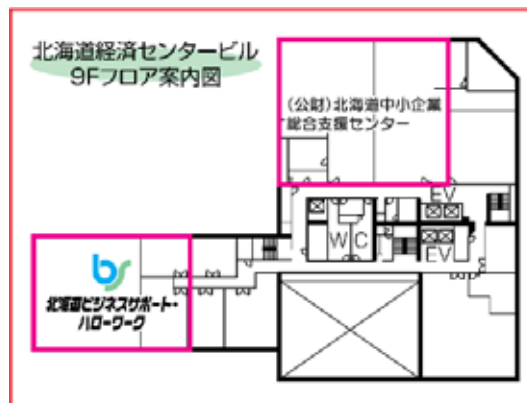 北海道経済センタービル
9Fフロア案内図
(公財)北海道中小企業
総合支援センター
EV
WC
EV
bs
北海道ビジネスサポート・
ハローワーク